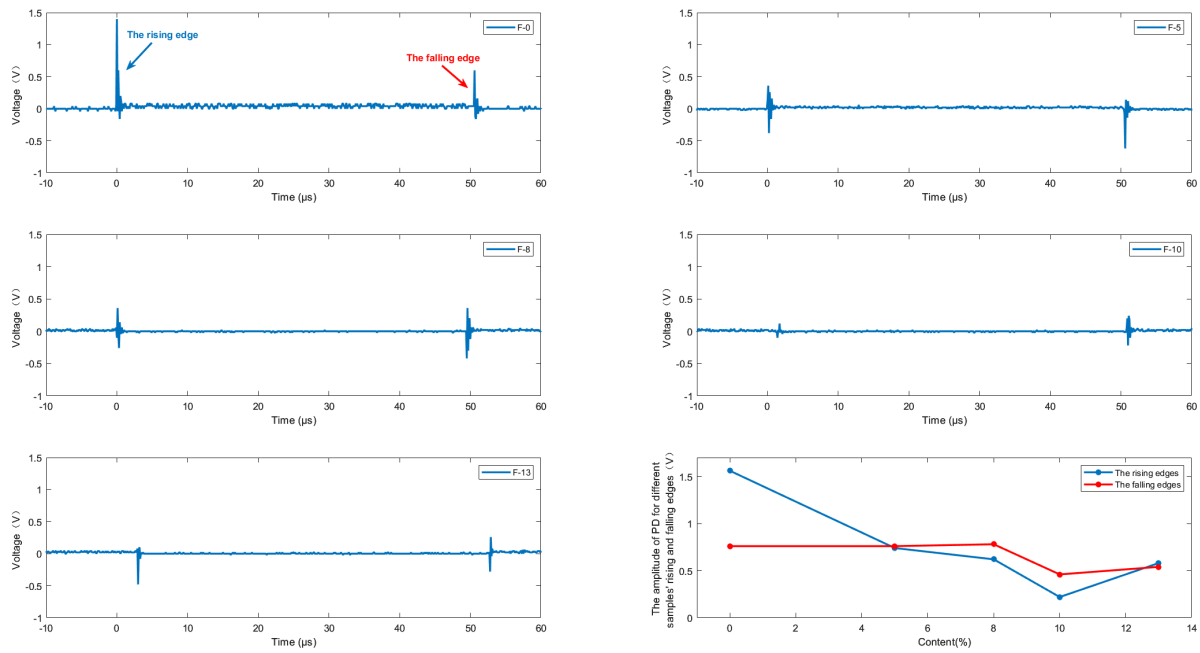 1.5
1
0.5
0
-0.5
-1
Voltage（V）
The rising edge
The falling edge
F-0
-10 0 10 20 30 40 50 60
Time (μs)
1.5
1
0.5
0
-0.5
-1
Voltage（V）
F-5
-10 0 10 20 30 40 50 60
Time (μs)
1.5
1
0.5
0
-0.5
-1
Voltage（V）
F-8
-10 0 10 20 30 40 50 60
Time (μs)
1.5
1
0.5
0
-0.5
-1
Voltage（V）
F-10
-10 0 10 20 30 40 50 60
Time (μs)
1.5
1
0.5
0
-0.5
-1
Voltage（V）
F-13
-10 0 10 20 30 40 50 60
Time (μs)
The amplitude of PD for different
samples' rising and falling edges（V）
1.5
1
0.5
0
The rising edges
The falling edges
0 2 4 6 8 10 12 14
Content(%)